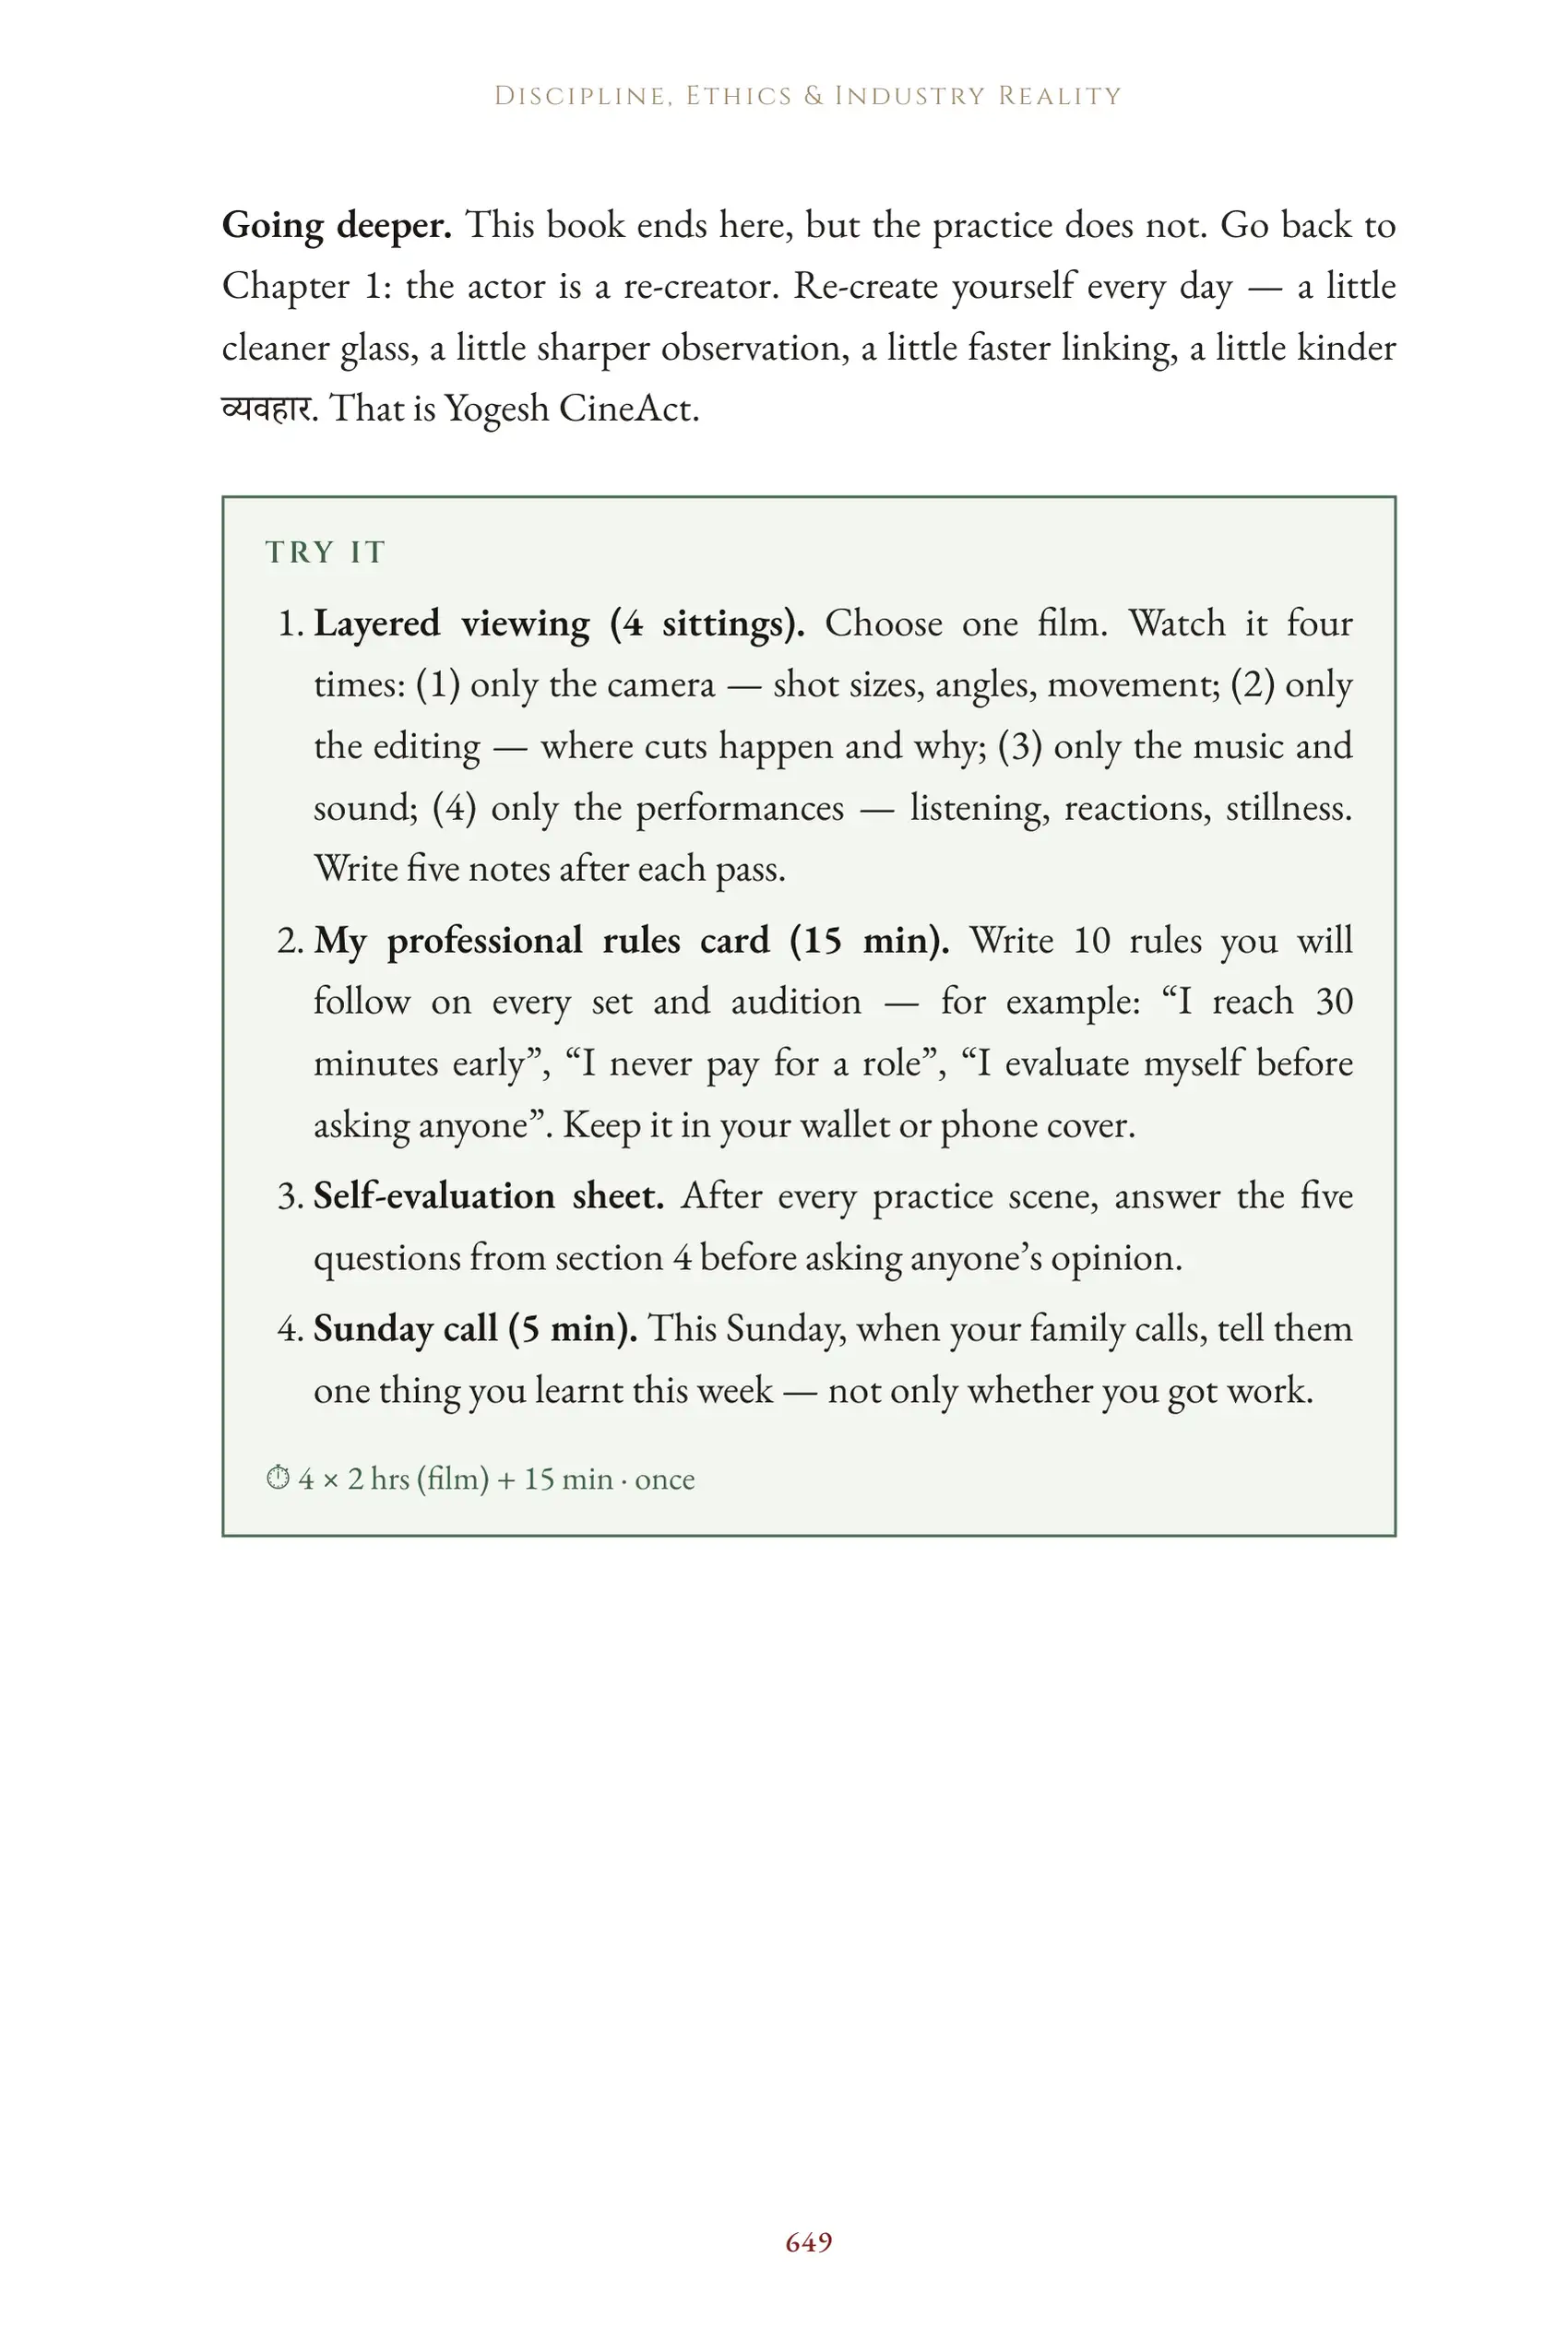 Discipline, Ethics & Industry Reality
Going deeper. This book ends here, but the practice does not. Go back to
Chapter 1: the actor is a re-creator. Re-create yourself every day — a little
cleaner glass, a little sharper observation, a little faster linking, a little kinder
व्यवहार. That is Yogesh CineAct.
TRY IT
1. Layered viewing (4 sittings). Choose one film. Watch it four
times: (1) only the camera — shot sizes, angles, movement; (2) only
the editing — where cuts happen and why; (3) only the music and
sound; (4) only the performances — listening, reactions, stillness.
Write five notes after each pass.
2. My professional rules card (15 min). Write 10 rules you will
follow on every set and audition — for example: “I reach 30
minutes early”, “I never pay for a role”, “I evaluate myself before
asking anyone”. Keep it in your wallet or phone cover.
3. Self-evaluation sheet. After every practice scene, answer the five
questions from section 4 before asking anyone’s opinion.
4. Sunday call (5 min). This Sunday, when your family calls, tell them
one thing you learnt this week — not only whether you got work.
⏱ 4 × 2 hrs (film) + 15 min · once
649